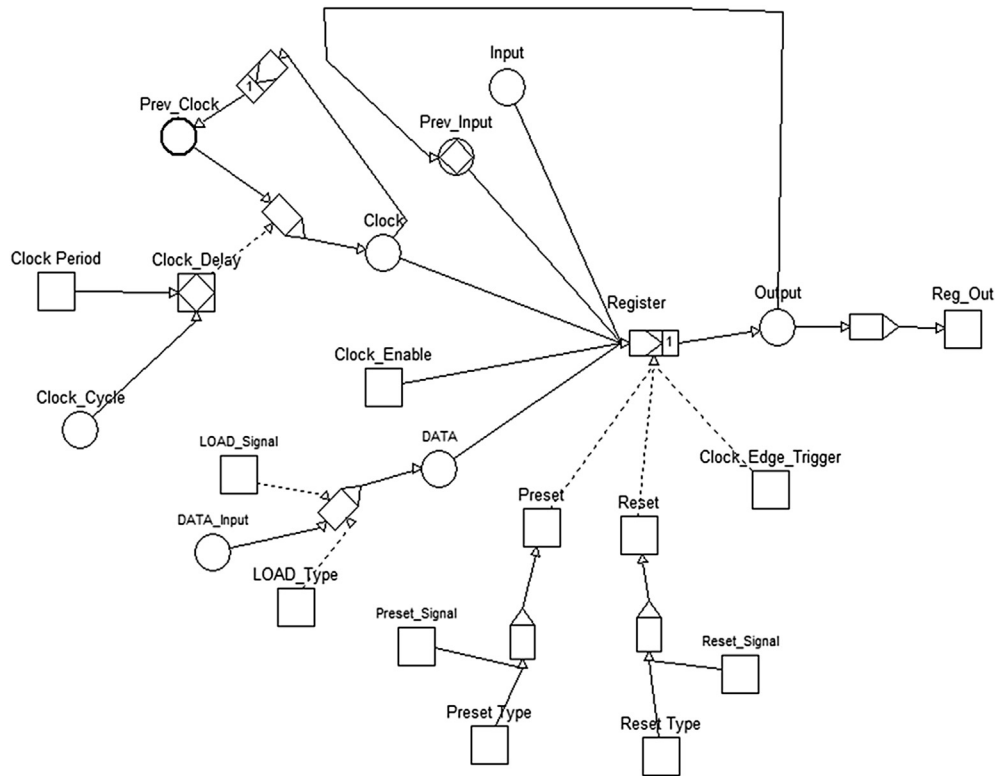 Input
1
Prev_Clock
Prev_Input
Clock
Clock Period
Clock_Delay
Register
Output
Reg_Out
1
Clock_Enable
Clock_Cycle
LOAD_Signal
DATA
Clock_Edge_Trigger
Preset
Reset
DATA_Input
LOAD_Type
Preset_Signal
Reset_Signal
Preset Type
Reset Type